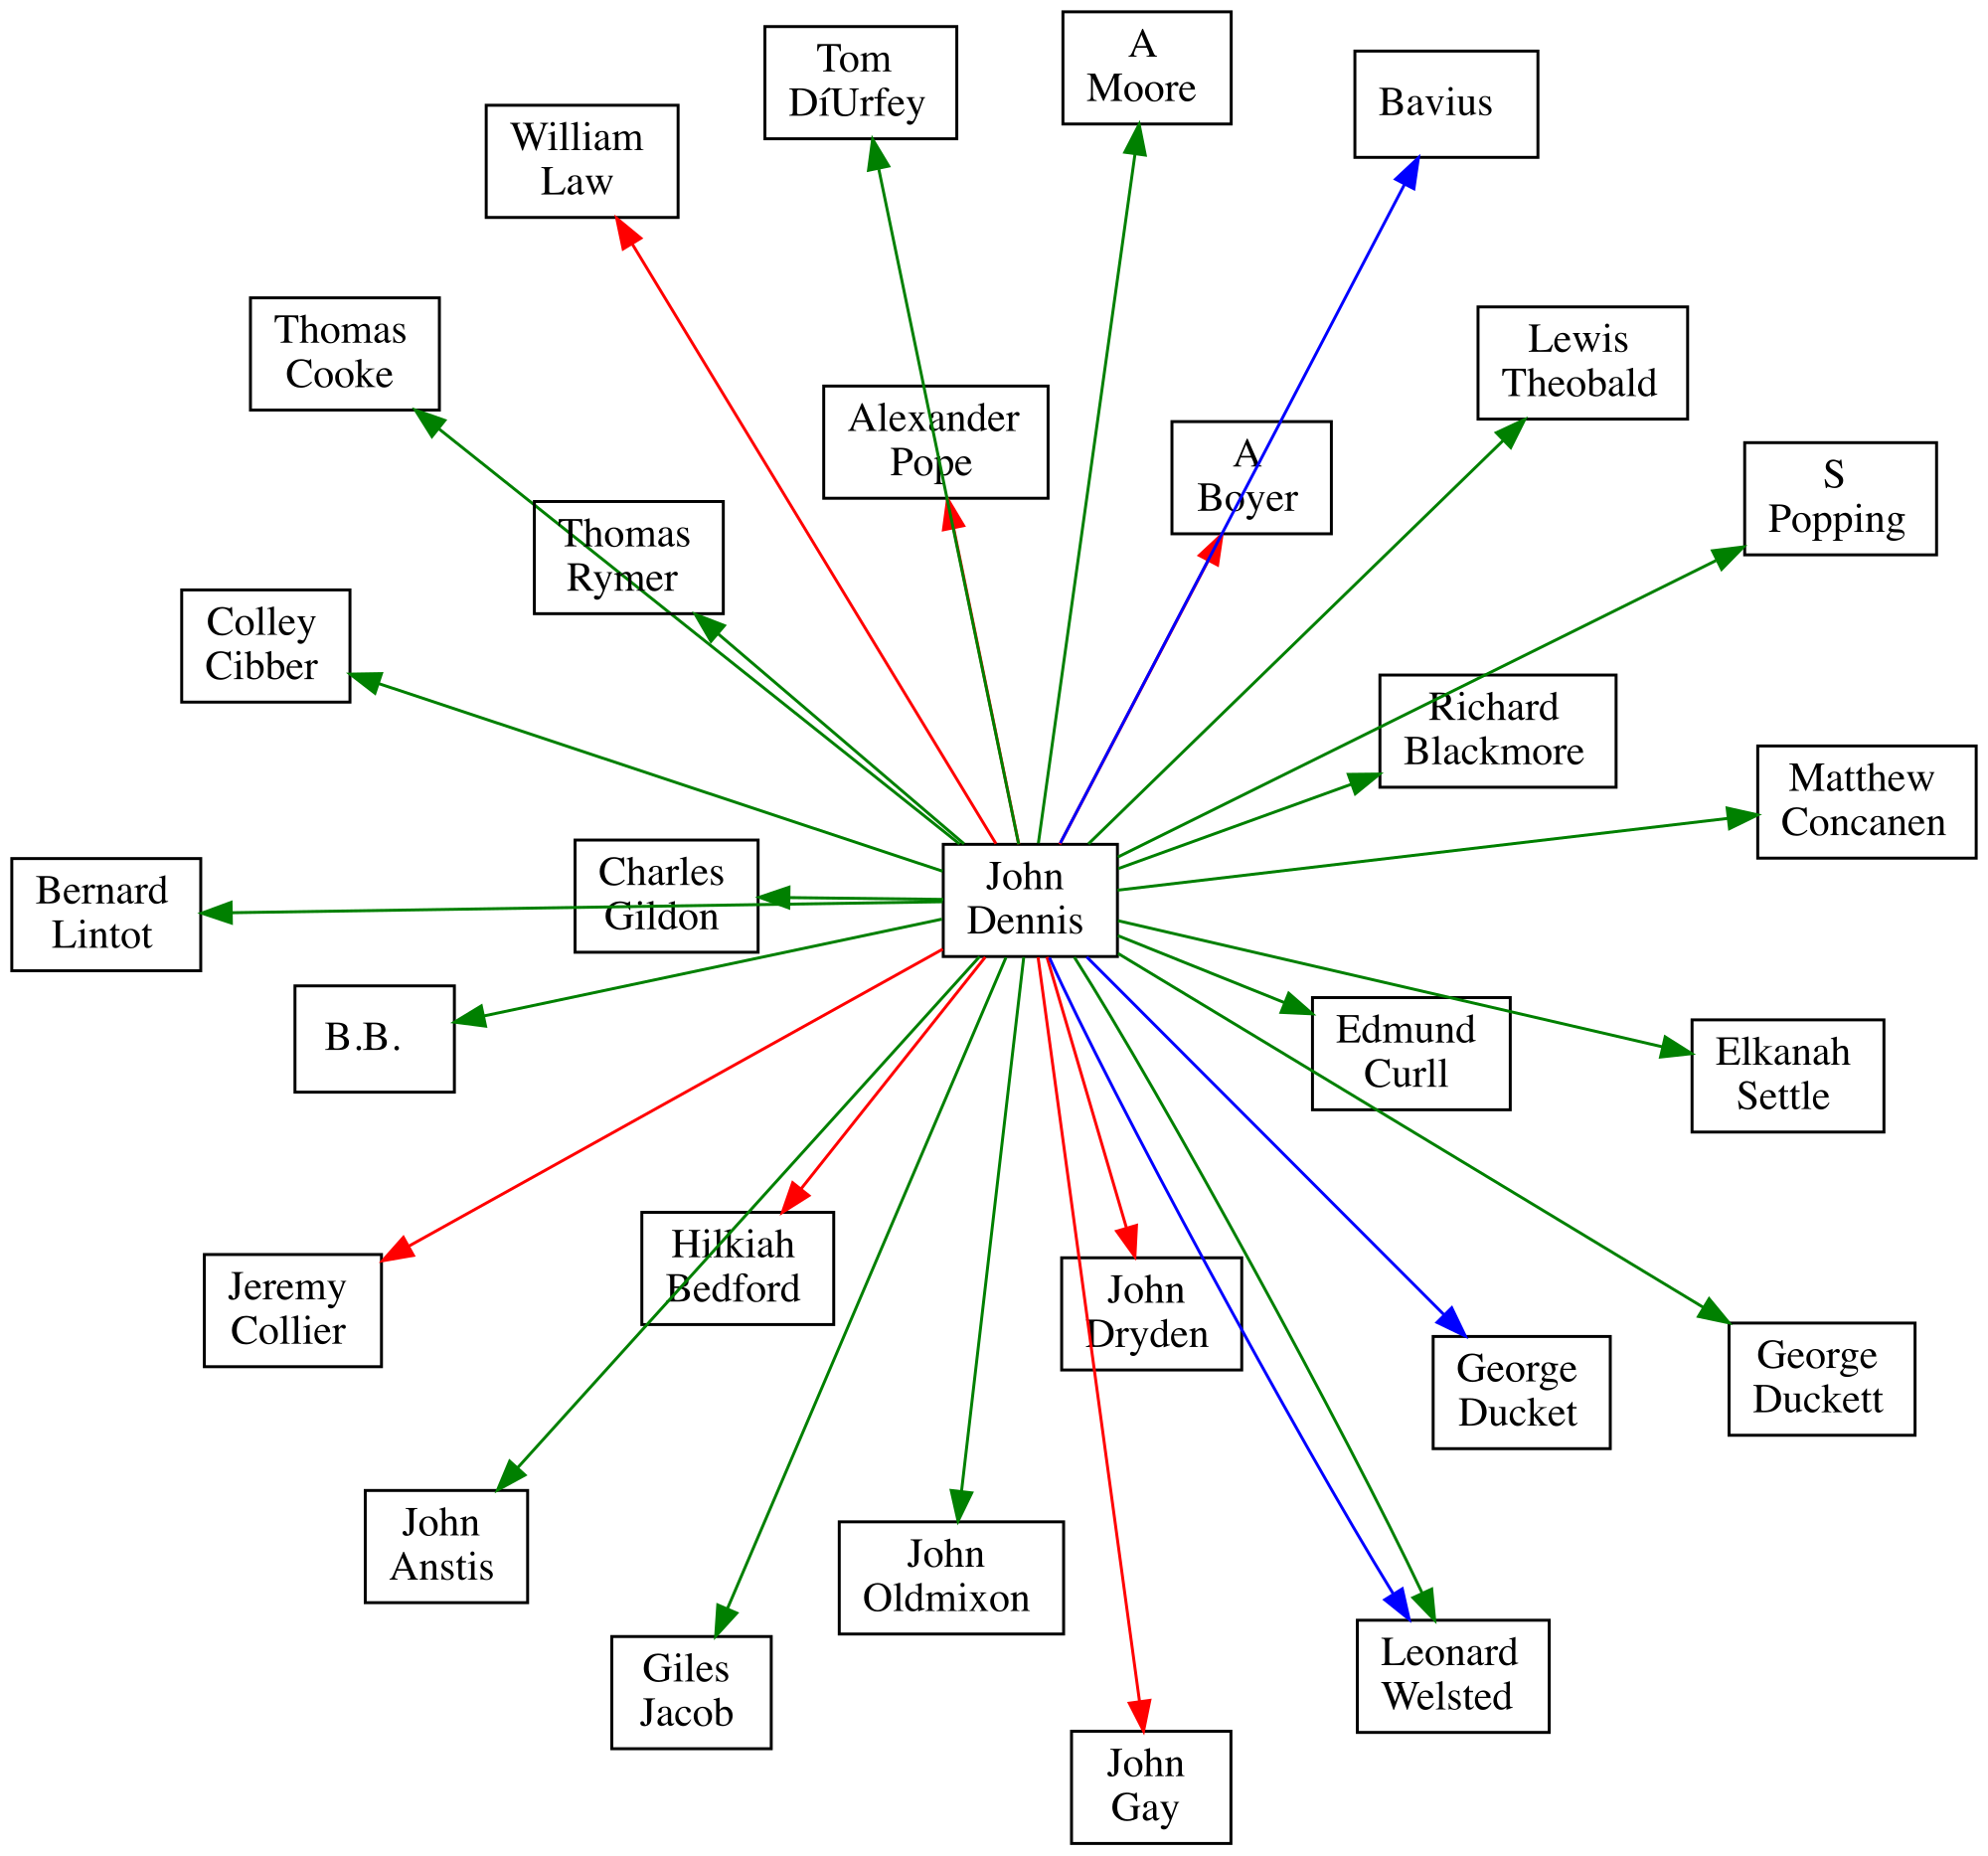 A
Moore
Tom
DíUrfey
Bavius
William
Law
Thomas
Cooke
Lewis
Theobald
Alexander
Pope
A
Boyer
S
Popping
Thomas
Rymer
Colley
Cibber
Richard
Blackmore
Matthew
Concanen
Charles
Gildon
John
Dennis
Bernard
Lintot
B.B.
Edmund
Curll
Elkanah
Settle
Hilkiah
Bedford
Jeremy
Collier
John
Dryden
George
Ducket
George
Duckett
John
Anstis
John
Oldmixon
Giles
Jacob
Leonard
Welsted
John
Gay